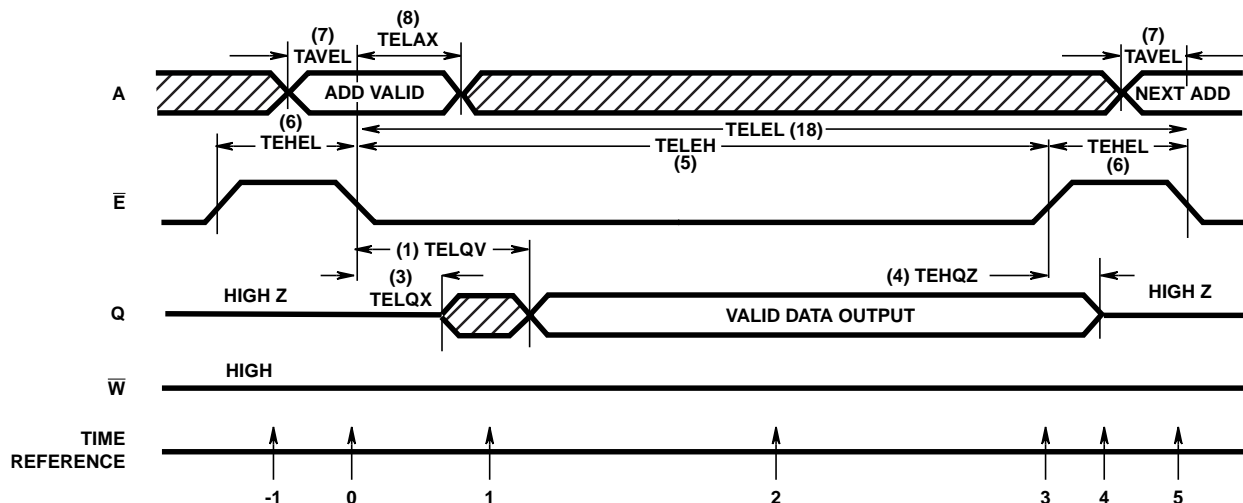 (8)
(7) TELAX (7)
TAVEL TAVEL
A ADD VALID NEXT ADD
(6) TELEL (18)
TEHEL TELEH TEHEL
(5) (6)
E
(1) TELQV
(3) (4) TEHQZ
HIGH Z TELQX HIGH Z
Q VALID DATA OUTPUT
HIGH
W
TIME
REFERENCE
-1 0 1 2 3 4 5